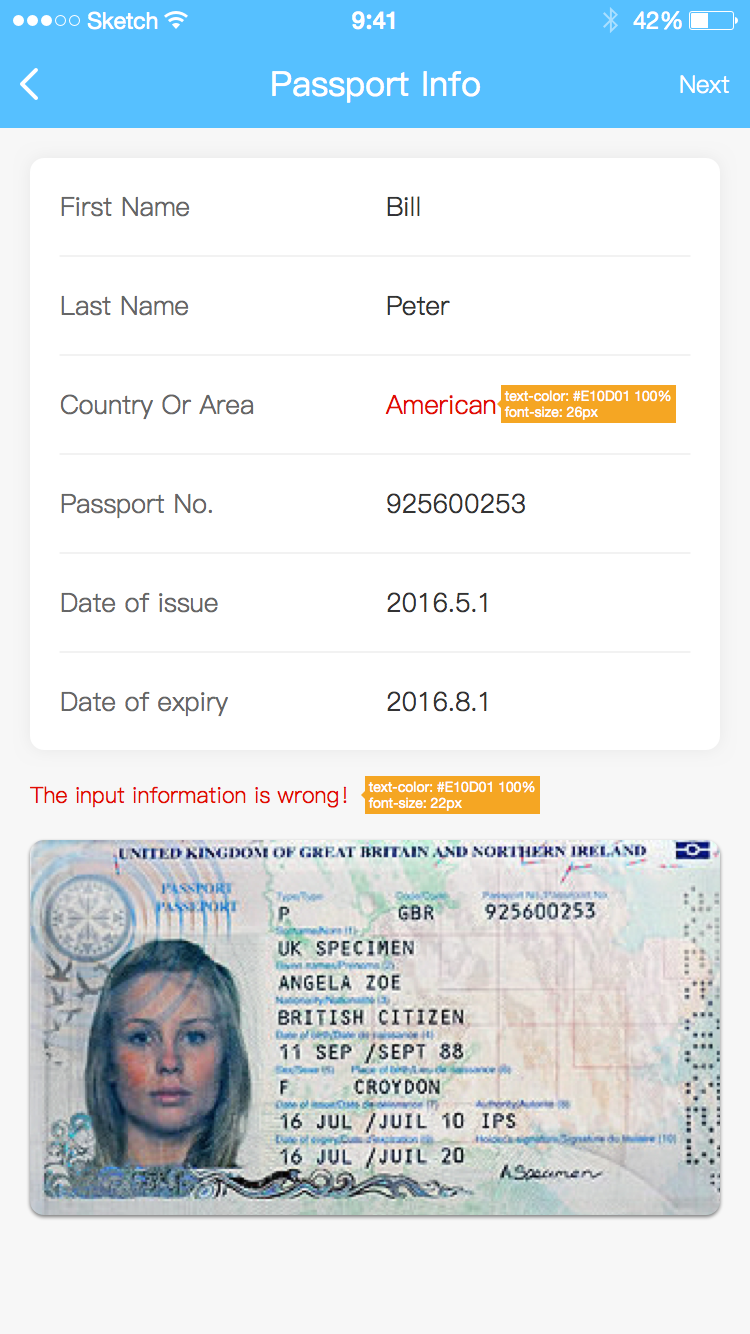 Sketch 9:41 42%
Passport Info Next
First Name Bill
Last Name Peter
Country Or Area American
text-color: #E10D01 100%
font-size: 26px
Passport No. 925600253
Date of issue 2016.5.1
Date of expiry 2016.8.1
The input information is wrong!
text-color: #E10D01 100%
font-size: 22px
UNITED KINGDOM OF GREAT BRITAIN AND NORTHERN IRELAND
PASSPORT
PASSEPORT
Type/Type Code/Code Passport No./Passeport No.
P GBR 925600253
Surname/Nom (1)
UK SPECIMEN
Given names/Prénoms (2)
ANGELA ZOE
Nationality/Nationalité (3)
BRITISH CITIZEN
Date of birth/Date de naissance (4)
11 SEP /SEPT 88
Sex/Sexe (5) Place of birth/Lieu de naissance (6)
F CROYDON
Date of issue/Date de délivrance (7) Authority/Autorité (8)
16 JUL /JUIL 10 IPS
Date of expiry/Date d'expiration (9) Holder's signature/Signature du titulaire (10)
16 JUL /JUIL 20
ASpecimen